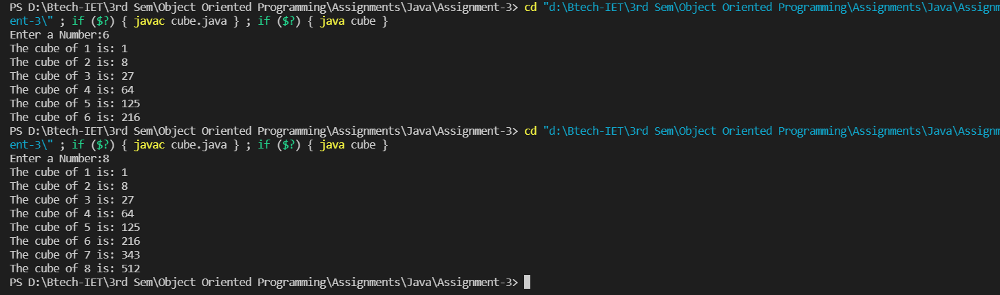 PS D:\Btech-IET\3rd Sem\Object Oriented Programming\Assignments\Java\Assignment-3> cd "d:\Btech-IET\3rd Sem\Object Oriented Programming\Assignments\Java\Assignm
ent-3\" ; if ($?) { javac cube.java } ; if ($?) { java cube }
Enter a Number:6
The cube of 1 is: 1
The cube of 2 is: 8
The cube of 3 is: 27
The cube of 4 is: 64
The cube of 5 is: 125
The cube of 6 is: 216
PS D:\Btech-IET\3rd Sem\Object Oriented Programming\Assignments\Java\Assignment-3> cd "d:\Btech-IET\3rd Sem\Object Oriented Programming\Assignments\Java\Assignm
ent-3\" ; if ($?) { javac cube.java } ; if ($?) { java cube }
Enter a Number:8
The cube of 1 is: 1
The cube of 2 is: 8
The cube of 3 is: 27
The cube of 4 is: 64
The cube of 5 is: 125
The cube of 6 is: 216
The cube of 7 is: 343
The cube of 8 is: 512
PS D:\Btech-IET\3rd Sem\Object Oriented Programming\Assignments\Java\Assignment-3>